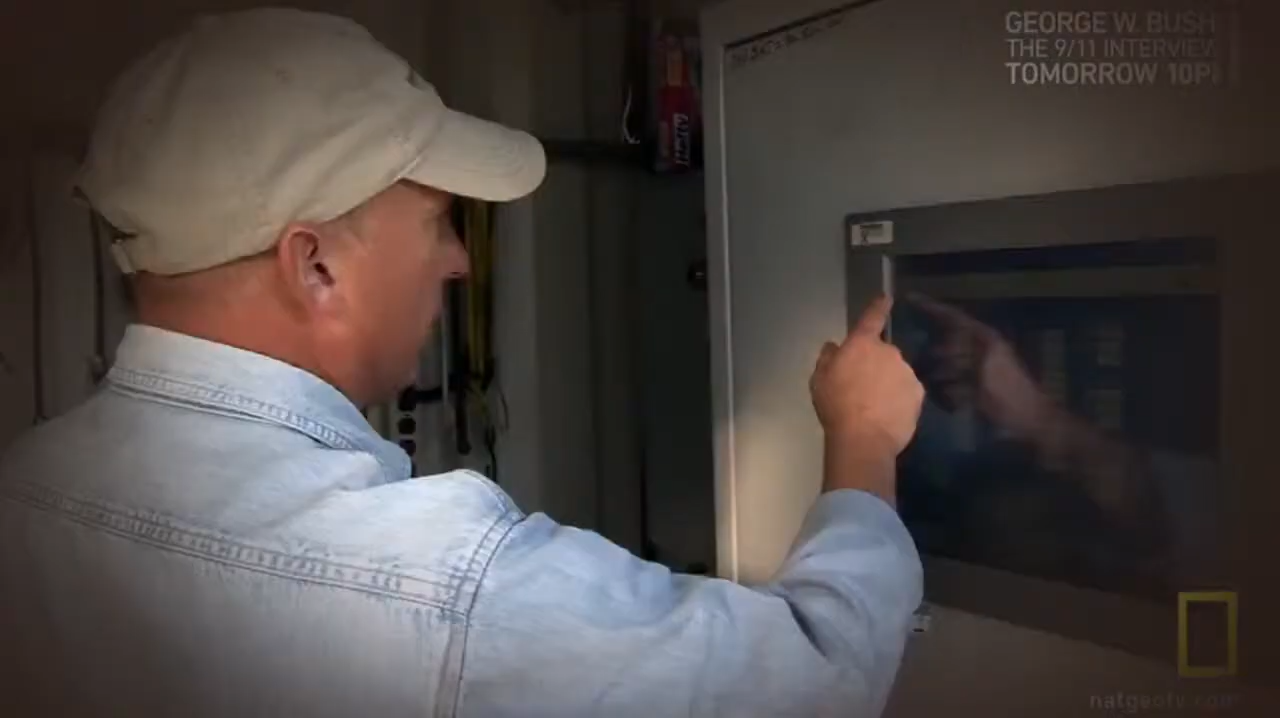 GEORGE W. BUSH
THE 9/11 INTERVIEW
TOMORROW 10P
natgeotv.com